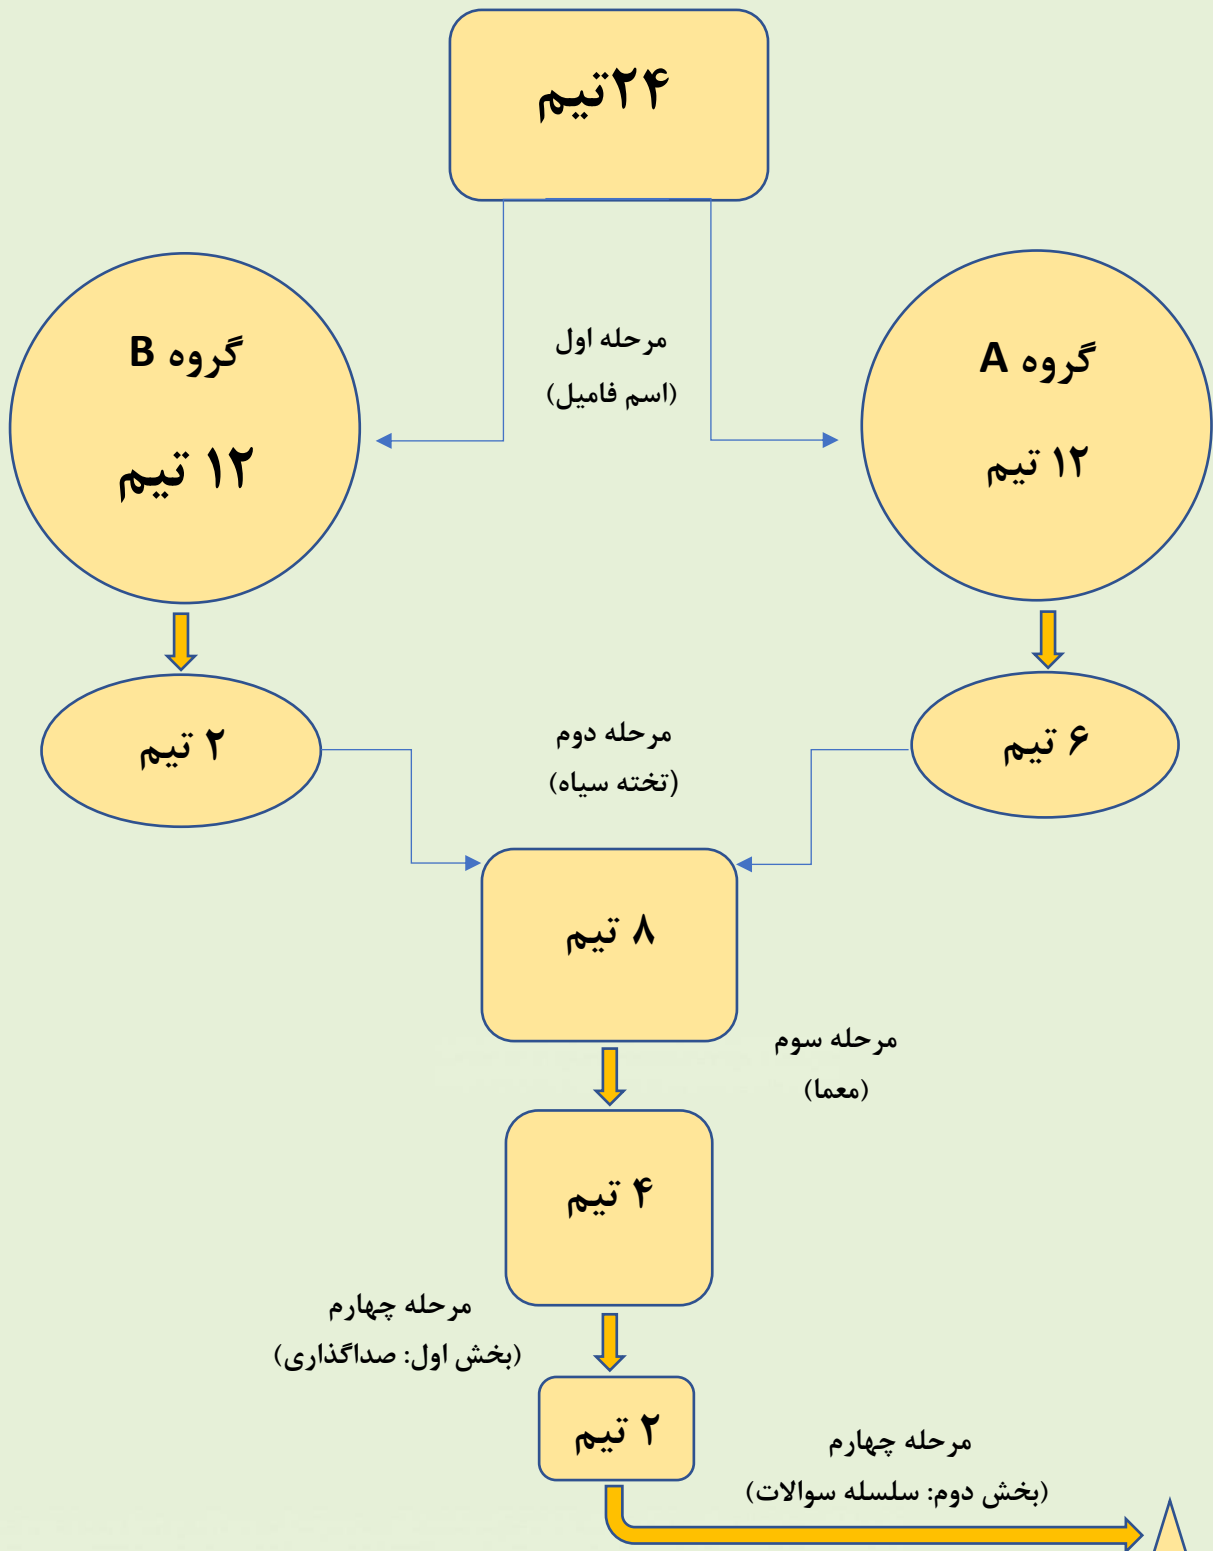 ۲۴تیم
مرحله اول
(اسم فامیل)
گروه A
۱۲ تیم
گروه B
۱۲ تیم
۶ تیم
مرحله دوم
(تخته سیاه)
۲ تیم
۸ تیم
مرحله سوم
(معما)
۴ تیم
مرحله چهارم
(بخش اول: صداگذاری)
۲ تیم
مرحله چهارم
(بخش دوم: سلسله سوالات)